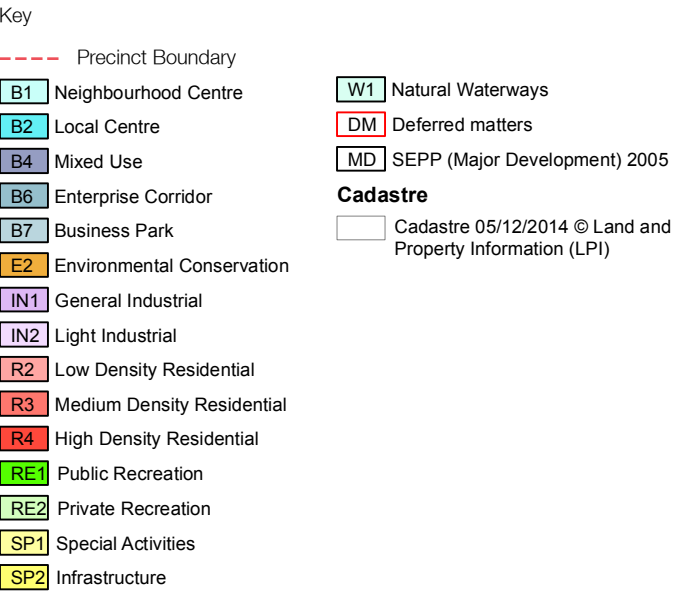 Key
Precinct Boundary
B1 Neighbourhood Centre
B2 Local Centre
B4 Mixed Use
B6 Enterprise Corridor
B7 Business Park
E2 Environmental Conservation
IN1 General Industrial
IN2 Light Industrial
R2 Low Density Residential
R3 Medium Density Residential
R4 High Density Residential
RE1 Public Recreation
RE2 Private Recreation
SP1 Special Activities
SP2 Infrastructure
W1 Natural Waterways
DM Deferred matters
MD SEPP (Major Development) 2005
Cadastre
Cadastre 05/12/2014 © Land and
Property Information (LPI)